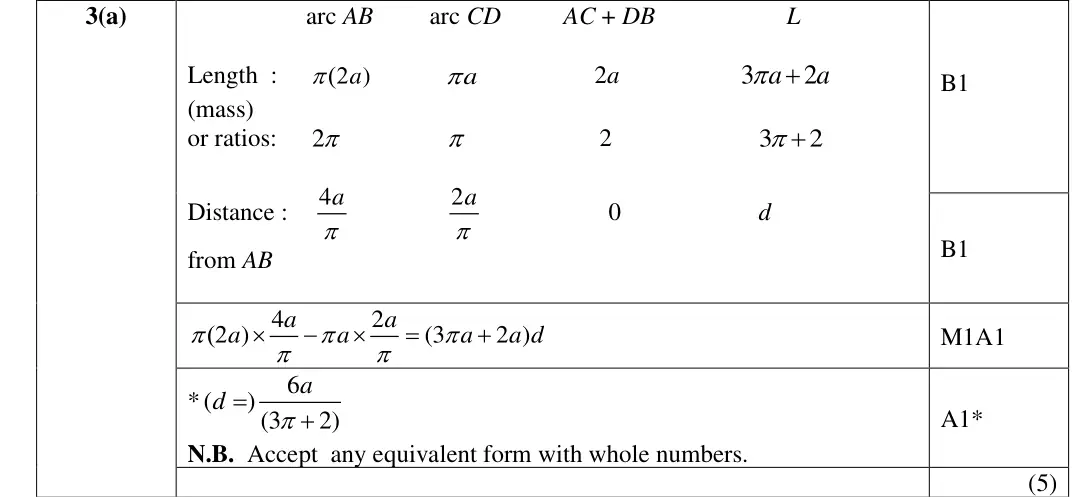 3(a) arc AB arc CD AC + DB L
Length : π(2a) πa 2a 3πa + 2a B1
(mass)
or ratios: 2π π 2 3π + 2
Distance : 4a/π 2a/π 0 d
from AB B1
π(2a) × 4a/π − πa × 2a/π = (3πa + 2a)d M1A1
* (d =) 6a/(3π + 2) A1*
N.B. Accept any equivalent form with whole numbers.
(5)